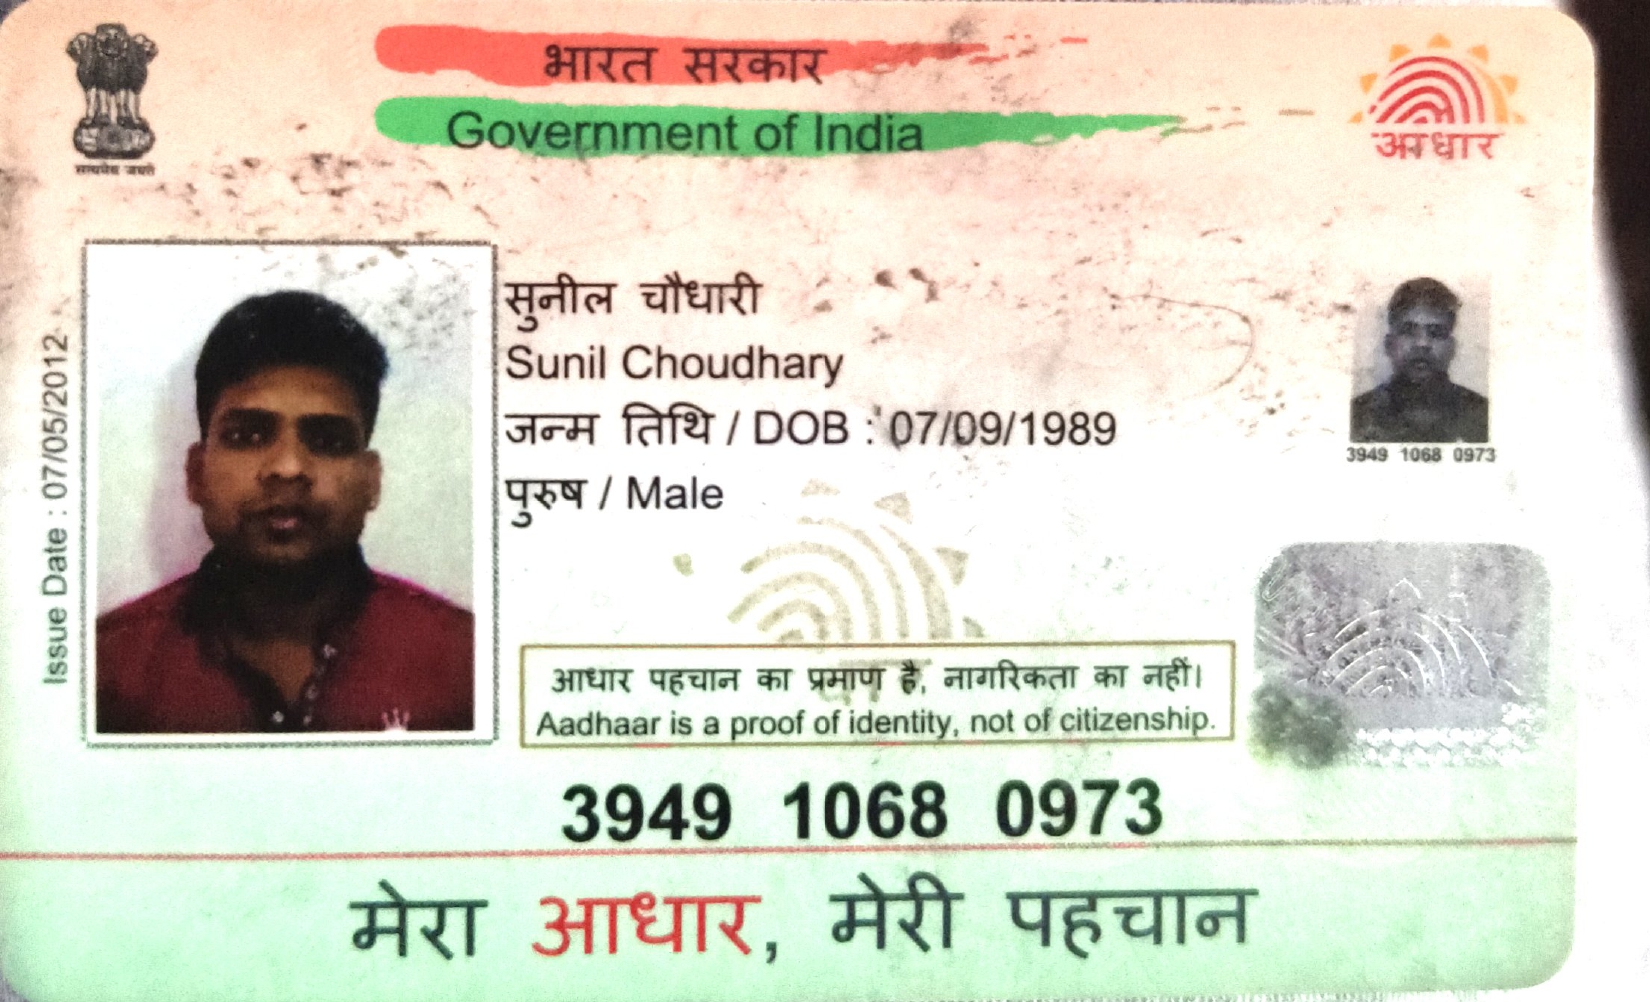 भारत सरकार
Government of India
सत्यमेव जयते
आधार
Issue Date : 07/05/2012
सुनील चौधारी
Sunil Choudhary
जन्म तिथि / DOB : 07/09/1989
पुरुष / Male
3949 1068 0973
आधार पहचान का प्रमाण है, नागरिकता का नहीं।
Aadhaar is a proof of identity, not of citizenship.
3949 1068 0973
मेरा आधार, मेरी पहचान